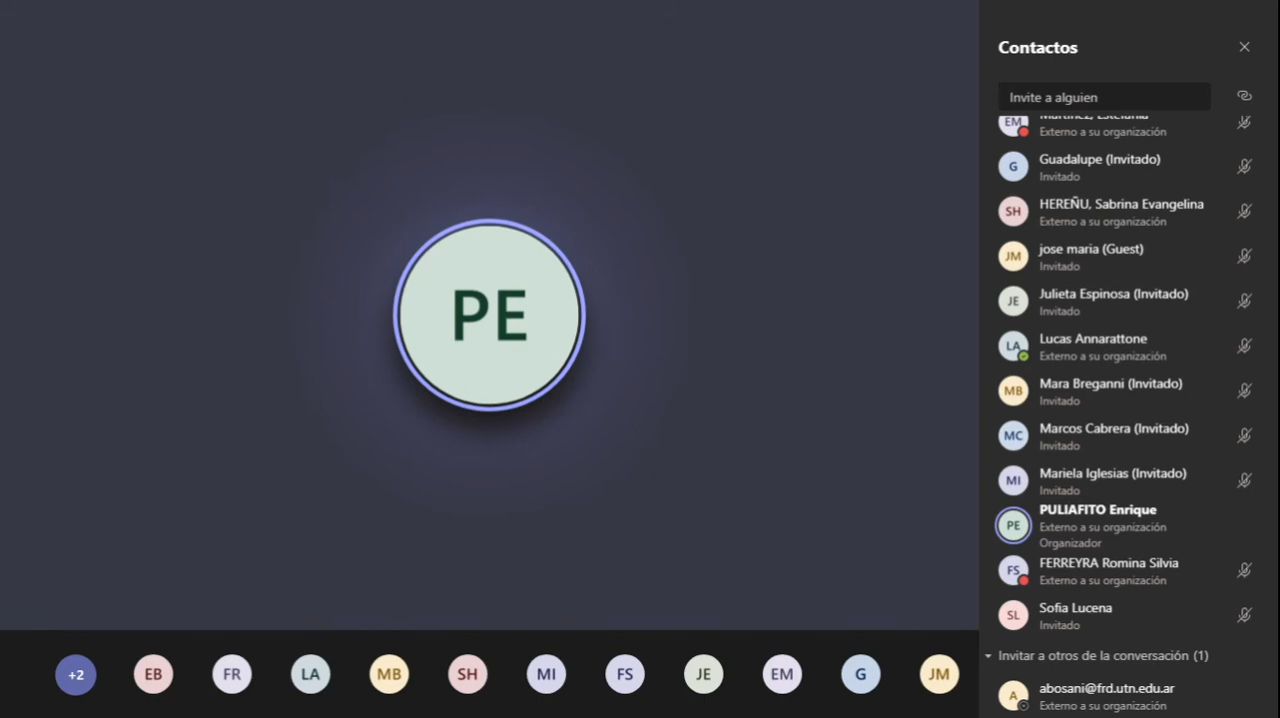 Contactos
Invite a alguien
EM
Martínez, Estefanía
Externo a su organización
G
Guadalupe (Invitado)
Invitado
SH
HEREÑU, Sabrina Evangelina
Externo a su organización
JM
jose maria (Guest)
Invitado
JE
Julieta Espinosa (Invitado)
Invitado
LA
Lucas Annarattone
Externo a su organización
MB
Mara Breganni (Invitado)
Invitado
MC
Marcos Cabrera (Invitado)
Invitado
MI
Mariela Iglesias (Invitado)
Invitado
PE
PULIAFITO Enrique
Externo a su organización
Organizador
FS
FERREYRA Romina Silvia
Externo a su organización
SL
Sofia Lucena
Invitado
Invitar a otros de la conversación (1)
A
abosani@frd.utn.edu.ar
Externo a su organización
PE
+2 EB FR LA MB SH MI FS JE EM G JM